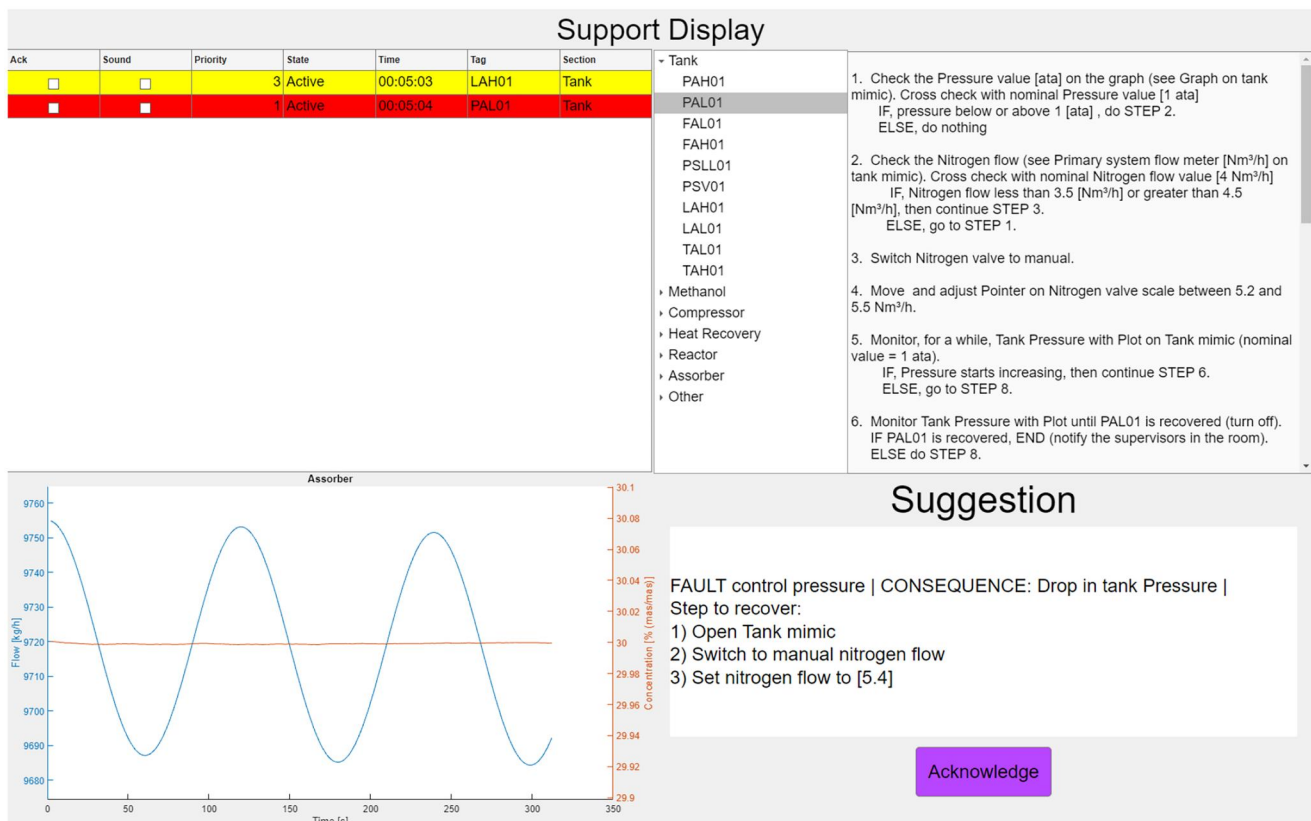 Support Display
Ack Sound Priority State Time Tag Section
3 Active 00:05:03 LAH01 Tank
1 Active 00:05:04 PAL01 Tank
Tank
PAH01
PAL01
FAL01
FAH01
PSLL01
PSV01
LAH01
LAL01
TAL01
TAH01
Methanol
Compressor
Heat Recovery
Reactor
Assorber
Other
1. Check the Pressure value [ata] on the graph (see Graph on tank
mimic). Cross check with nominal Pressure value [1 ata]
IF, pressure below or above 1 [ata] , do STEP 2.
ELSE, do nothing
2. Check the Nitrogen flow (see Primary system flow meter [Nm³/h] on
tank mimic). Cross check with nominal Nitrogen flow value [4 Nm³/h]
IF, Nitrogen flow less than 3.5 [Nm³/h] or greater than 4.5
[Nm³/h], then continue STEP 3.
ELSE, go to STEP 1.
3. Switch Nitrogen valve to manual.
4. Move and adjust Pointer on Nitrogen valve scale between 5.2 and
5.5 Nm³/h.
5. Monitor, for a while, Tank Pressure with Plot on Tank mimic (nominal
value = 1 ata).
IF, Pressure starts increasing, then continue STEP 6.
ELSE, go to STEP 8.
6. Monitor Tank Pressure with Plot until PAL01 is recovered (turn off).
IF PAL01 is recovered, END (notify the supervisors in the room).
ELSE do STEP 8.
Assorber
9760
9750
9740
9730
9720
9710
9700
9690
9680
Flow [kg/h]
30.1
30.08
30.06
30.04
30.02
30
29.98
29.96
29.94
29.92
29.9
Concentration [% (mas/mas)]
0 50 100 150 200 250 300 350
Time [s]
Suggestion
FAULT control pressure | CONSEQUENCE: Drop in tank Pressure |
Step to recover:
1) Open Tank mimic
2) Switch to manual nitrogen flow
3) Set nitrogen flow to [5.4]
Acknowledge